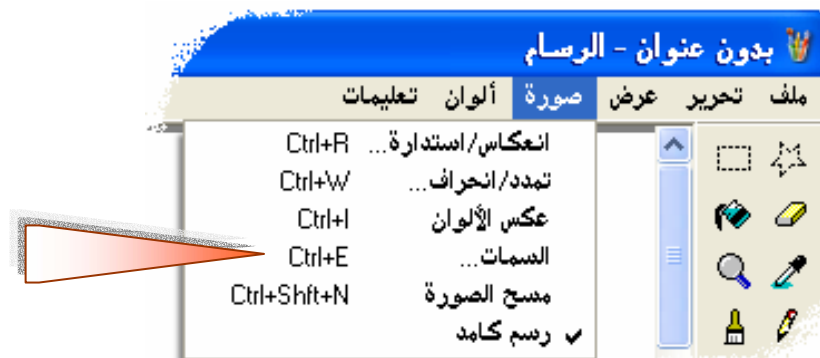 بدون عنوان - الرسام
ملف تحرير عرض صورة ألوان تعليمات
انعكاس/استدارة... Ctrl+R
تمدد/انحراف... Ctrl+W
عكس الألوان Ctrl+I
السمات... Ctrl+E
مسح الصورة Ctrl+Shft+N
✓ رسم كامد